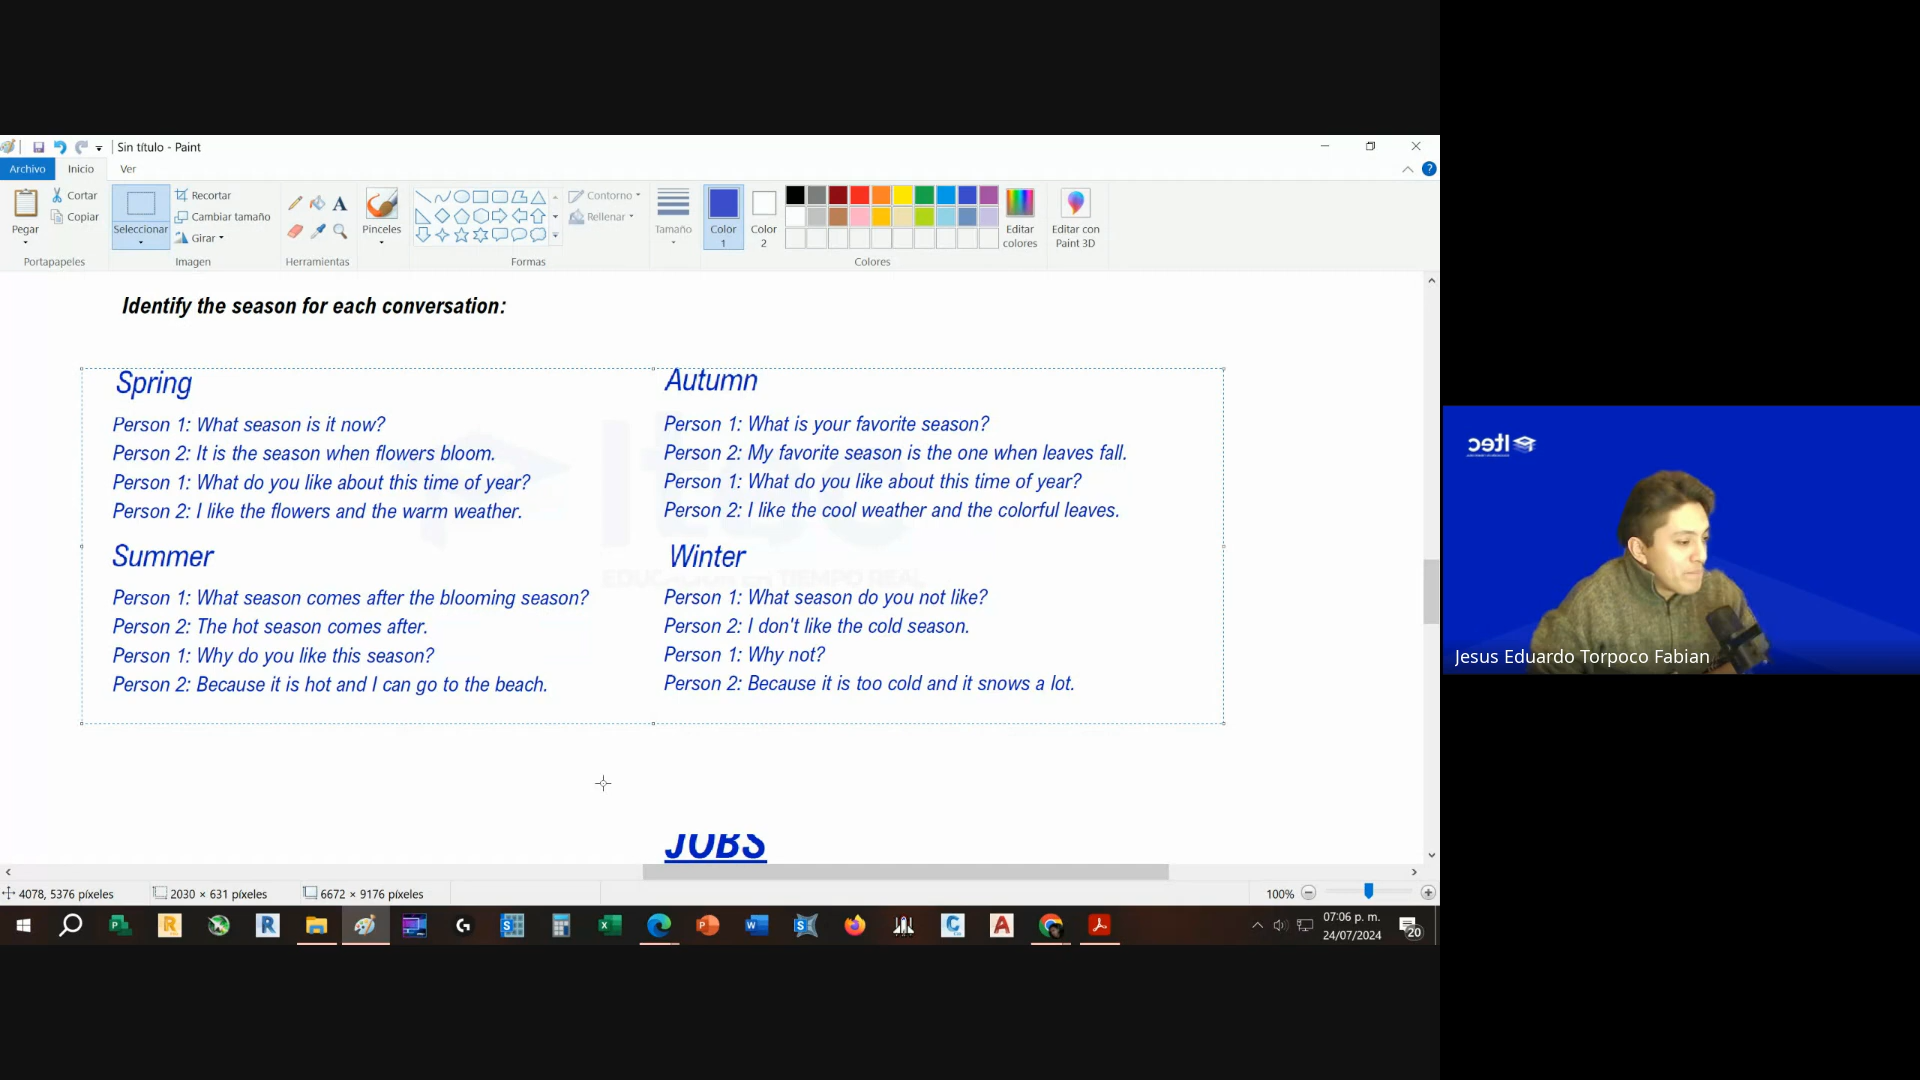 Sin título - Paint
Archivo
Inicio
Ver
Pegar
Cortar
Copiar
Portapapeles
Seleccionar
Recortar
Cambiar tamaño
Girar
Imagen
A
Herramientas
Pinceles
Contorno
Rellenar
Formas
Tamaño
Color
1
Color
2
Editar
colores
Editar con
Paint 3D
Colores
Identify the season for each conversation:
Spring
Person 1: What season is it now?
Person 2: It is the season when flowers bloom.
Person 1: What do you like about this time of year?
Person 2: I like the flowers and the warm weather.
Autumn
Person 1: What is your favorite season?
Person 2: My favorite season is the one when leaves fall.
Person 1: What do you like about this time of year?
Person 2: I like the cool weather and the colorful leaves.
Summer
Person 1: What season comes after the blooming season?
Person 2: The hot season comes after.
Person 1: Why do you like this season?
Person 2: Because it is hot and I can go to the beach.
Winter
Person 1: What season do you not like?
Person 2: I don't like the cold season.
Person 1: Why not?
Person 2: Because it is too cold and it snows a lot.
Itec
EDUCACIÓN EN TIEMPO REAL
JOBS
4078, 5376 píxeles
2030 × 631 píxeles
6672 × 9176 píxeles
100%
07:06 p. m.
24/07/2024
20
Itec
Jesus Eduardo Torpoco Fabian